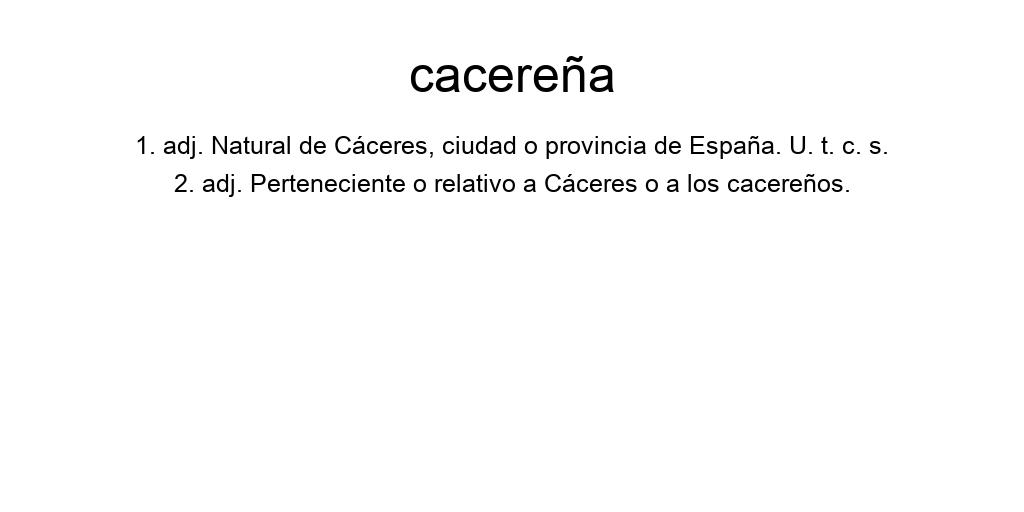 cacereña
1. adj. Natural de Cáceres, ciudad o provincia de España. U. t. c. s.
2. adj. Perteneciente o relativo a Cáceres o a los cacereños.